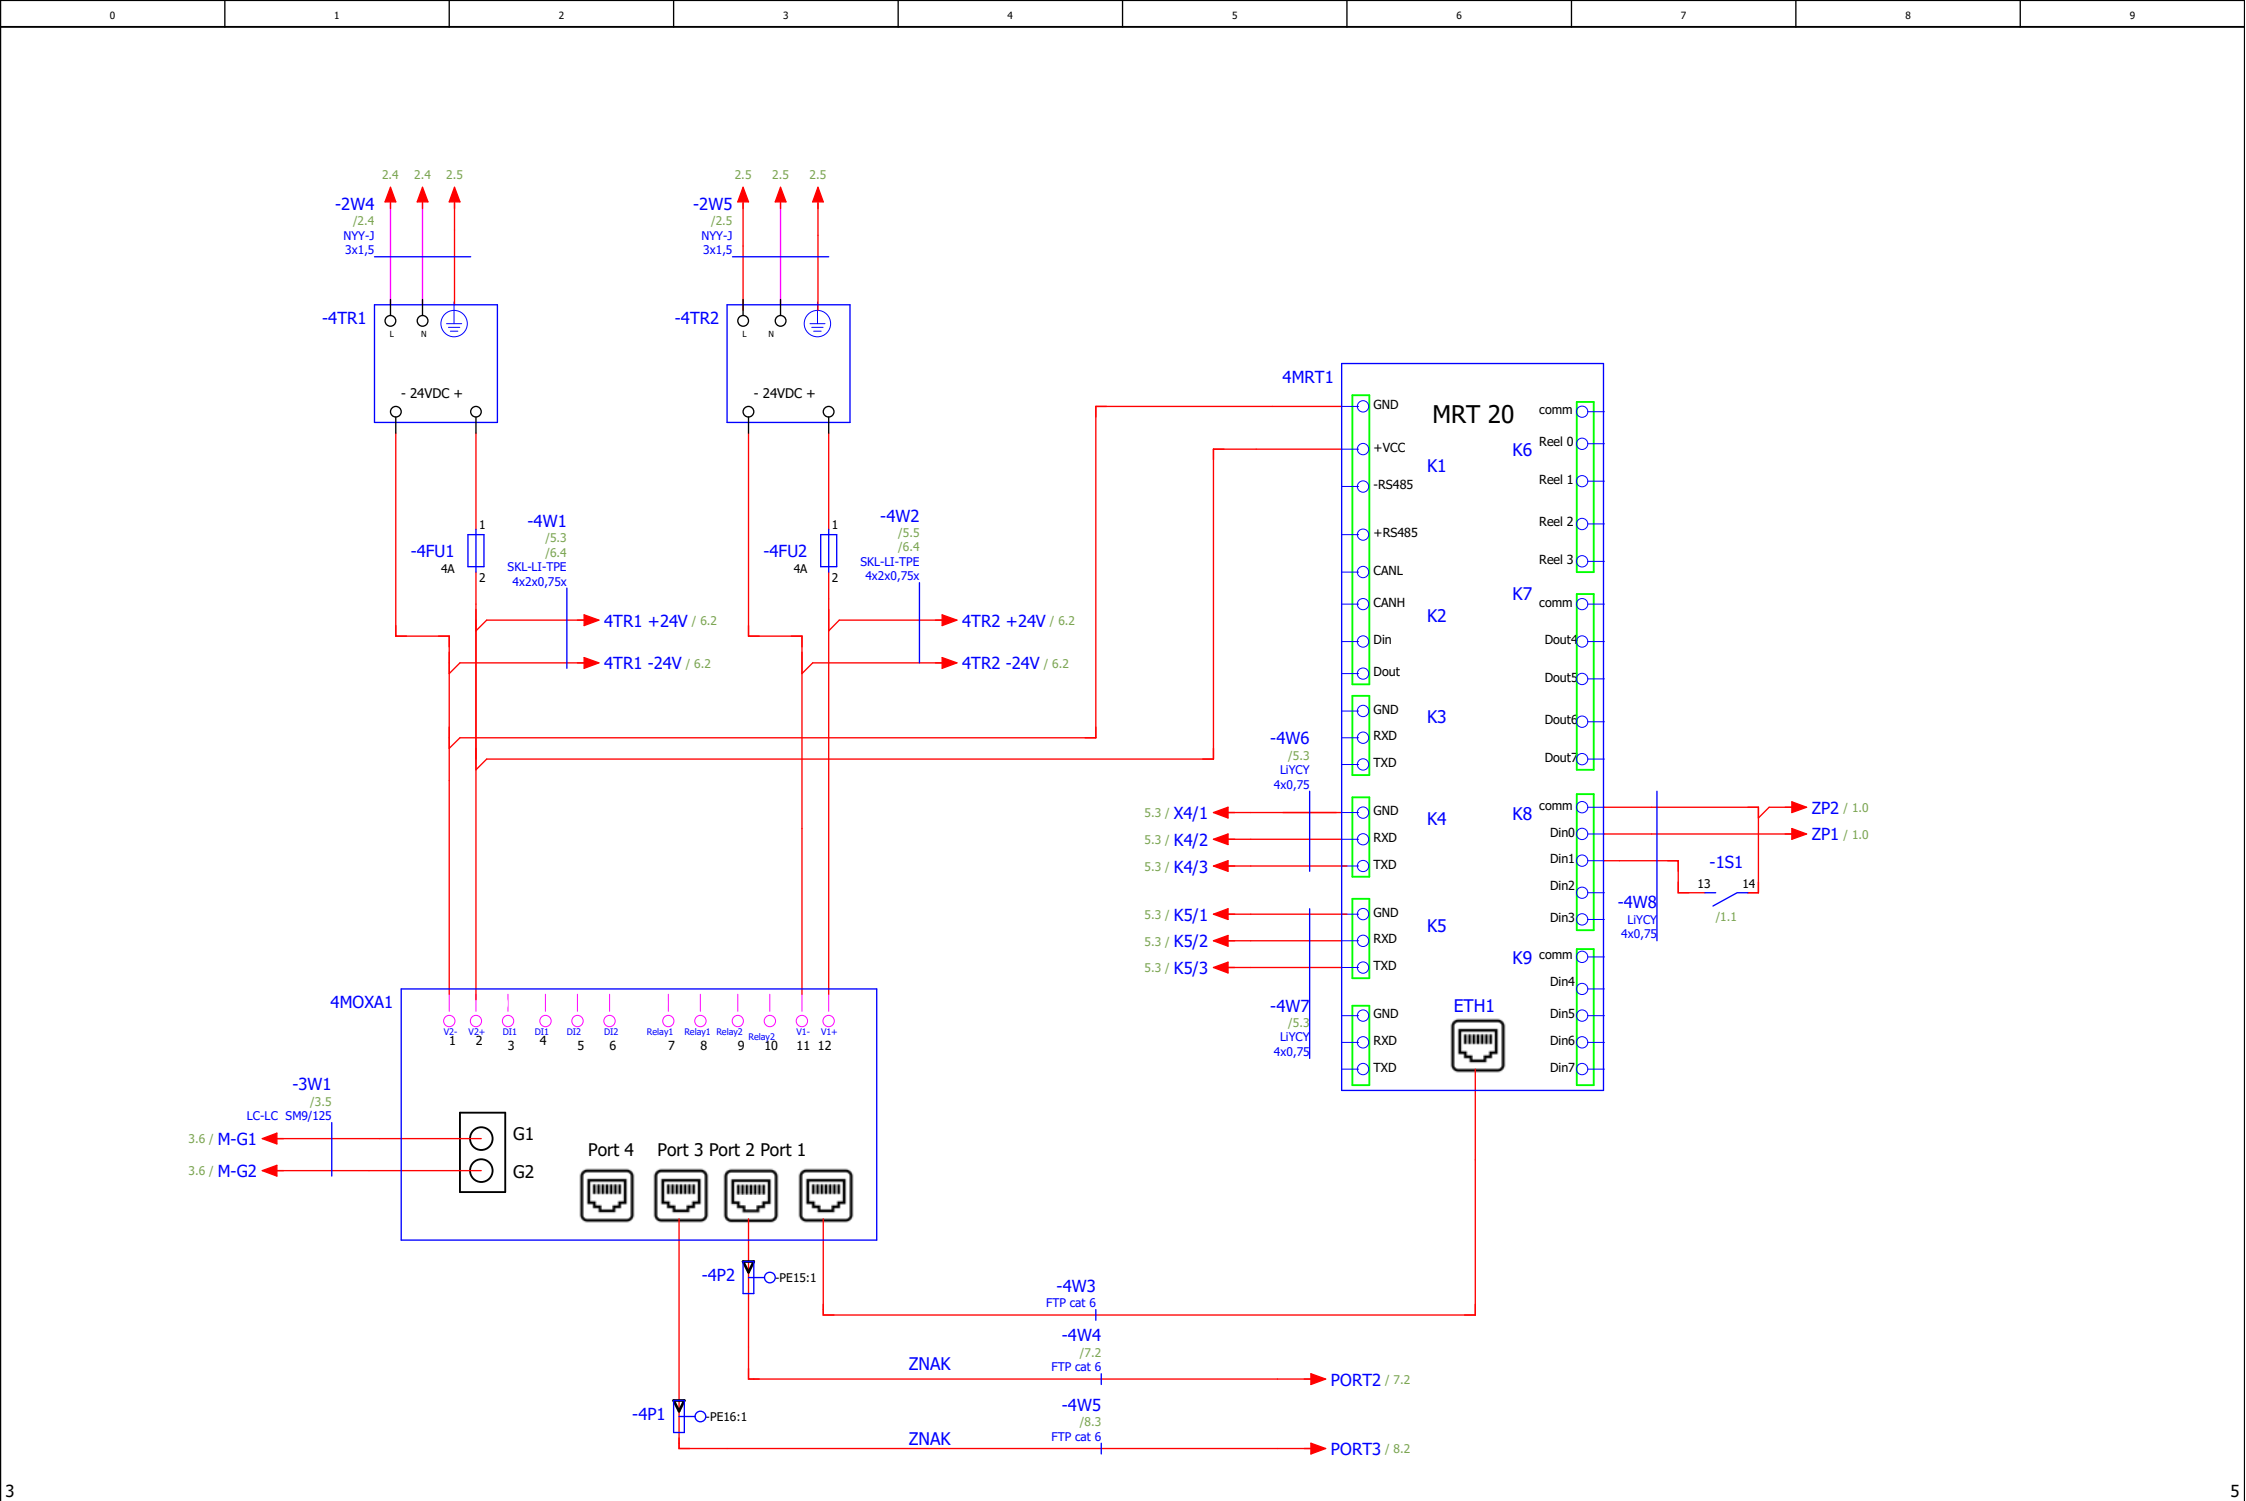 0 1 2 3 4 5 6 7 8 9
2.4 2.4 2.5
-2W4
/2.4
NYY-J
3x1,5
2.5 2.5 2.5
-2W5
/2.5
NYY-J
3x1,5
-4TR1
L N
- 24VDC +
-4TR2
L N
- 24VDC +
-4FU1
4A
1
2
-4W1
/5.3
/6.4
SKL-LI-TPE
4x2x0,75x
4TR1 +24V / 6.2
4TR1 -24V / 6.2
-4FU2
4A
1
2
-4W2
/5.5
/6.4
SKL-LI-TPE
4x2x0,75x
4TR2 +24V / 6.2
4TR2 -24V / 6.2
4MRT1
MRT 20
GND
+VCC
K1
-RS485
+RS485
CANL
CANH
K2
Din
Dout
GND
K3
RXD
TXD
GND
K4
RXD
TXD
GND
K5
RXD
TXD
GND
RXD
TXD
comm
Reel 0
K6
Reel 1
Reel 2
Reel 3
K7
comm
Dout4
Dout5
Dout6
Dout7
comm
K8
Din0
Din1
Din2
Din3
K9 comm
Din4
Din5
Din6
Din7
ETH1
-4W6
/5.3
LiYCY
4x0,75
5.3 / X4/1
5.3 / K4/2
5.3 / K4/3
5.3 / K5/1
5.3 / K5/2
5.3 / K5/3
-4W7
/5.3
LiYCY
4x0,75
ZP2 / 1.0
ZP1 / 1.0
-1S1
13 14
/1.1
-4W8
LiYCY
4x0,75
4MOXA1
V2- V2+ DI1 DI1 DI2 DI2 Relay1 Relay1 Relay2 Relay2 V1- V1+
1 2 3 4 5 6 7 8 9 10 11 12
-3W1
/3.5
LC-LC SM9/125
3.6 / M-G1
3.6 / M-G2
G1
G2
Port 4 Port 3 Port 2 Port 1
-4P2
-PE15:1
-4W3
FTP cat 6
-4W4
/7.2
FTP cat 6
ZNAK
PORT2 / 7.2
-4P1
-PE16:1
-4W5
/8.3
FTP cat 6
ZNAK
PORT3 / 8.2
3
5